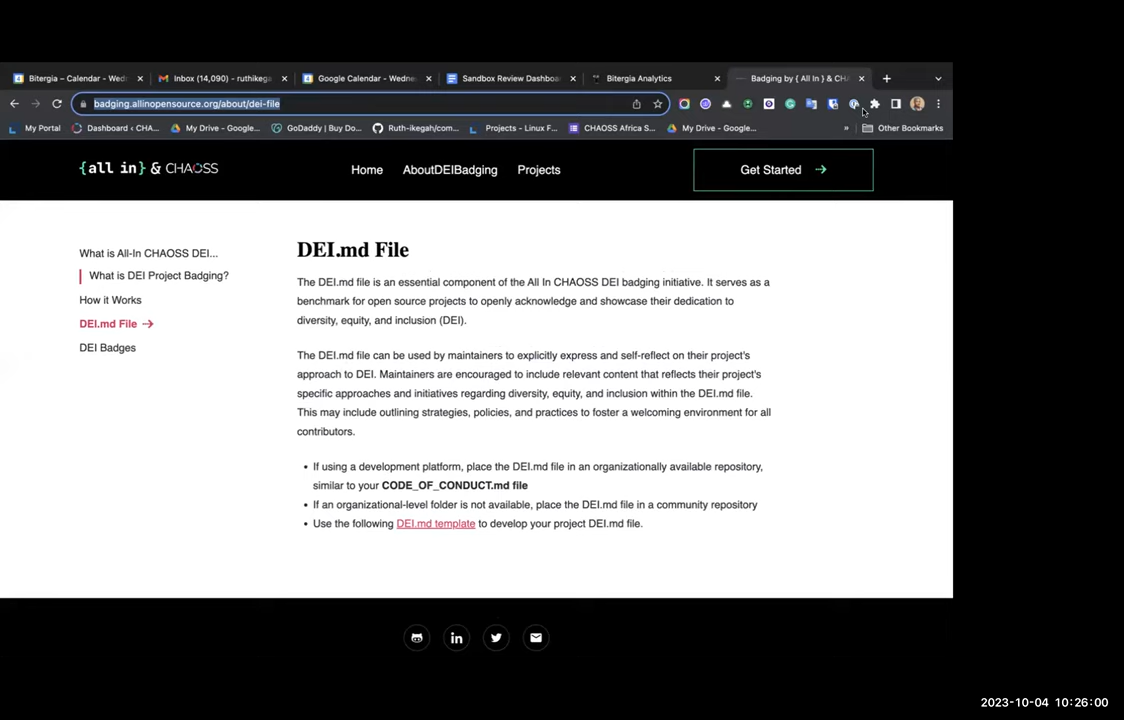 Bitergia – Calendar - Wed
Inbox (14,090) - ruthikega
Google Calendar - Wedne
Sandbox Review Dashboa
Bitergia Analytics
Badging by { All In } & CHA
badging.allinopensource.org/about/dei-file
My Portal
Dashboard ‹ CHA...
My Drive - Google...
GoDaddy | Buy Do...
Ruth-ikegah/com...
Projects - Linux F...
CHAOSS Africa S...
My Drive - Google...
»
Other Bookmarks
{all in} & CHAOSS
Home
AboutDEIBadging
Projects
Get Started
What is All-In CHAOSS DEI...
What is DEI Project Badging?
How it Works
DEI.md File
DEI Badges
DEI.md File
The DEI.md file is an essential component of the All In CHAOSS DEI badging initiative. It serves as a
benchmark for open source projects to openly acknowledge and showcase their dedication to
diversity, equity, and inclusion (DEI).
The DEI.md file can be used by maintainers to explicitly express and self-reflect on their project's
approach to DEI. Maintainers are encouraged to include relevant content that reflects their project's
specific approaches and initiatives regarding diversity, equity, and inclusion within the DEI.md file.
This may include outlining strategies, policies, and practices to foster a welcoming environment for all
contributors.
If using a development platform, place the DEI.md file in an organizationally available repository,
similar to your CODE_OF_CONDUCT.md file
If an organizational-level folder is not available, place the DEI.md file in a community repository
Use the following DEI.md template to develop your project DEI.md file.
2023-10-04 10:26:00